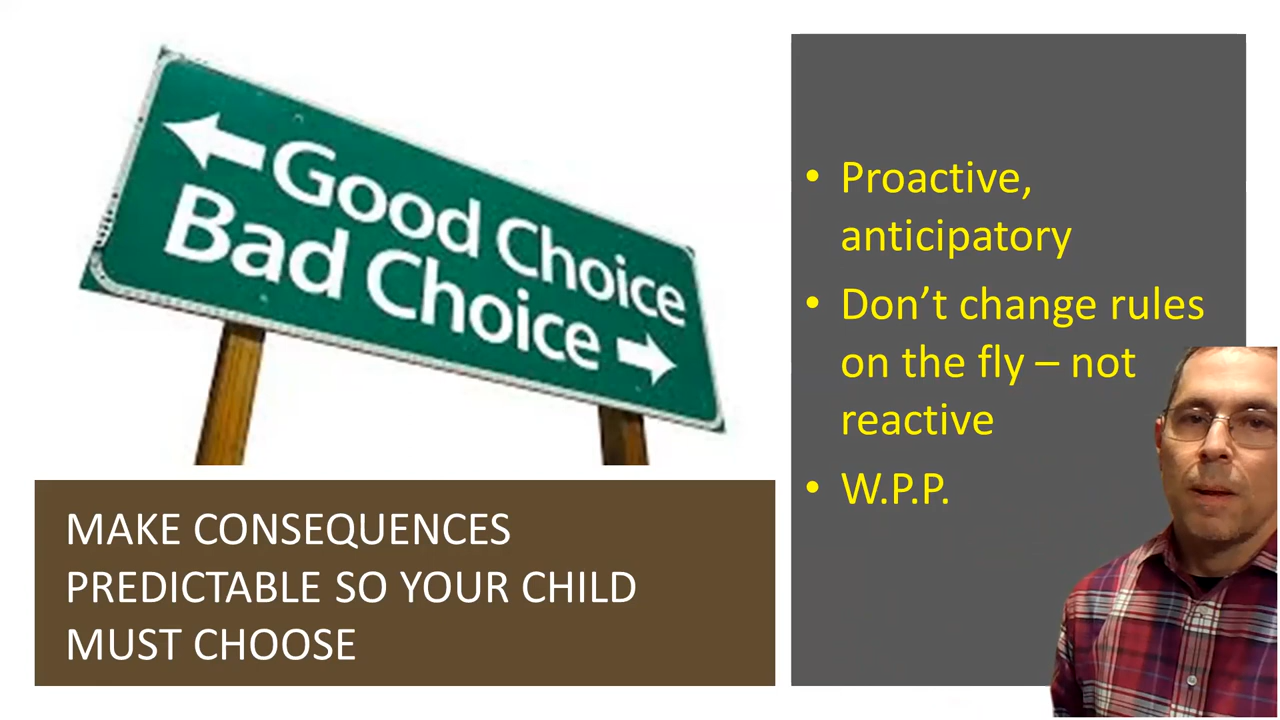 Good Choice
Bad Choice
MAKE CONSEQUENCES
PREDICTABLE SO YOUR CHILD
MUST CHOOSE
• Proactive,
anticipatory
• Don’t change rules
on the fly – not
reactive
• W.P.P.